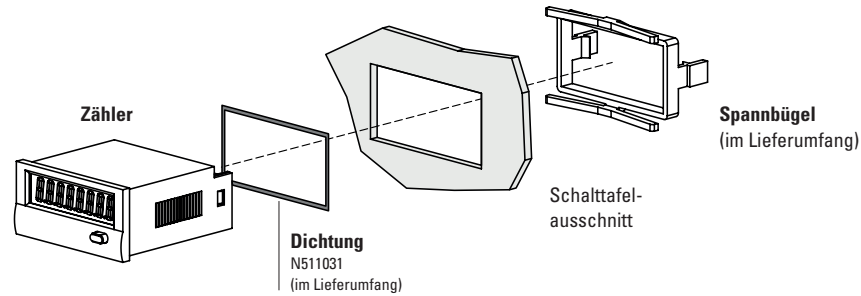 Zähler
Spannbügel
(im Lieferumfang)
Schalttafel-
ausschnitt
Dichtung
N511031
(im Lieferumfang)